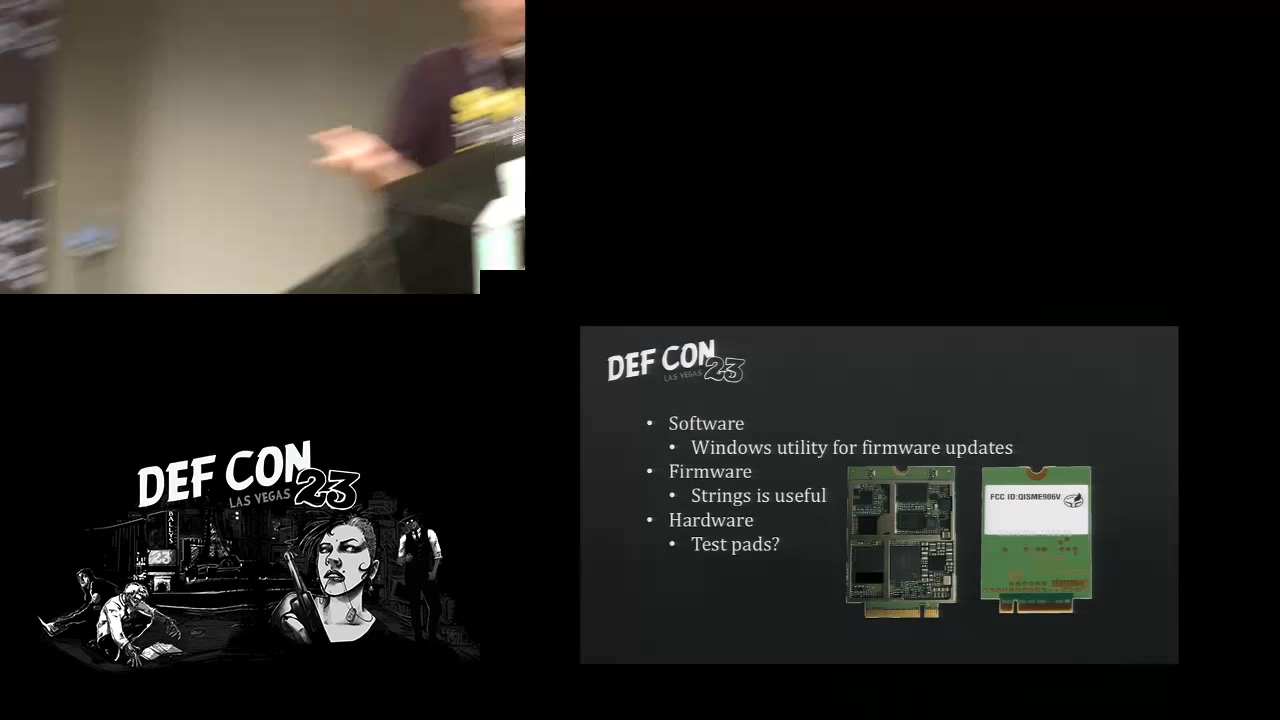 DEF CON
LAS VEGAS 23
DEF CON
LAS VEGAS 23
• Software
• Windows utility for firmware updates
• Firmware
• Strings is useful
• Hardware
• Test pads?
FCC ID:QISME906V
BALLY'S